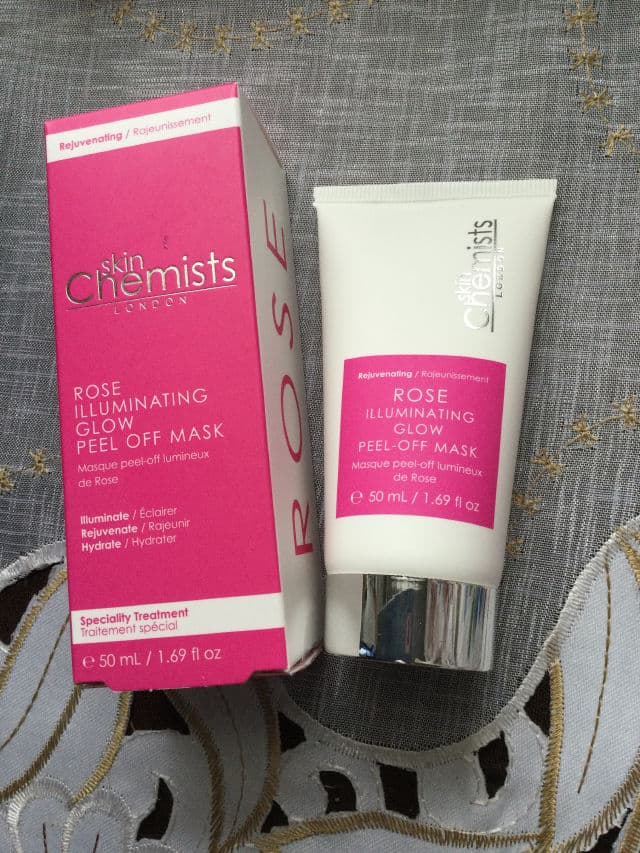 Rejuvenating / Rajeunissement
skin
Chemists
LONDON
ROSE
ILLUMINATING
GLOW
PEEL OFF MASK
Masque peel-off lumineux
de Rose
Illuminate / Éclairer
Rejuvenate / Rajeunir
Hydrate / Hydrater
Speciality Treatment
Traitement spécial
e 50 mL / 1.69 fl oz
ROSE
skin
Chemists
LONDON
Rejuvenating / Rajeunissement
ROSE
ILLUMINATING
GLOW
PEEL-OFF MASK
Masque peel-off lumineux
de Rose
e 50 mL / 1.69 fl oz